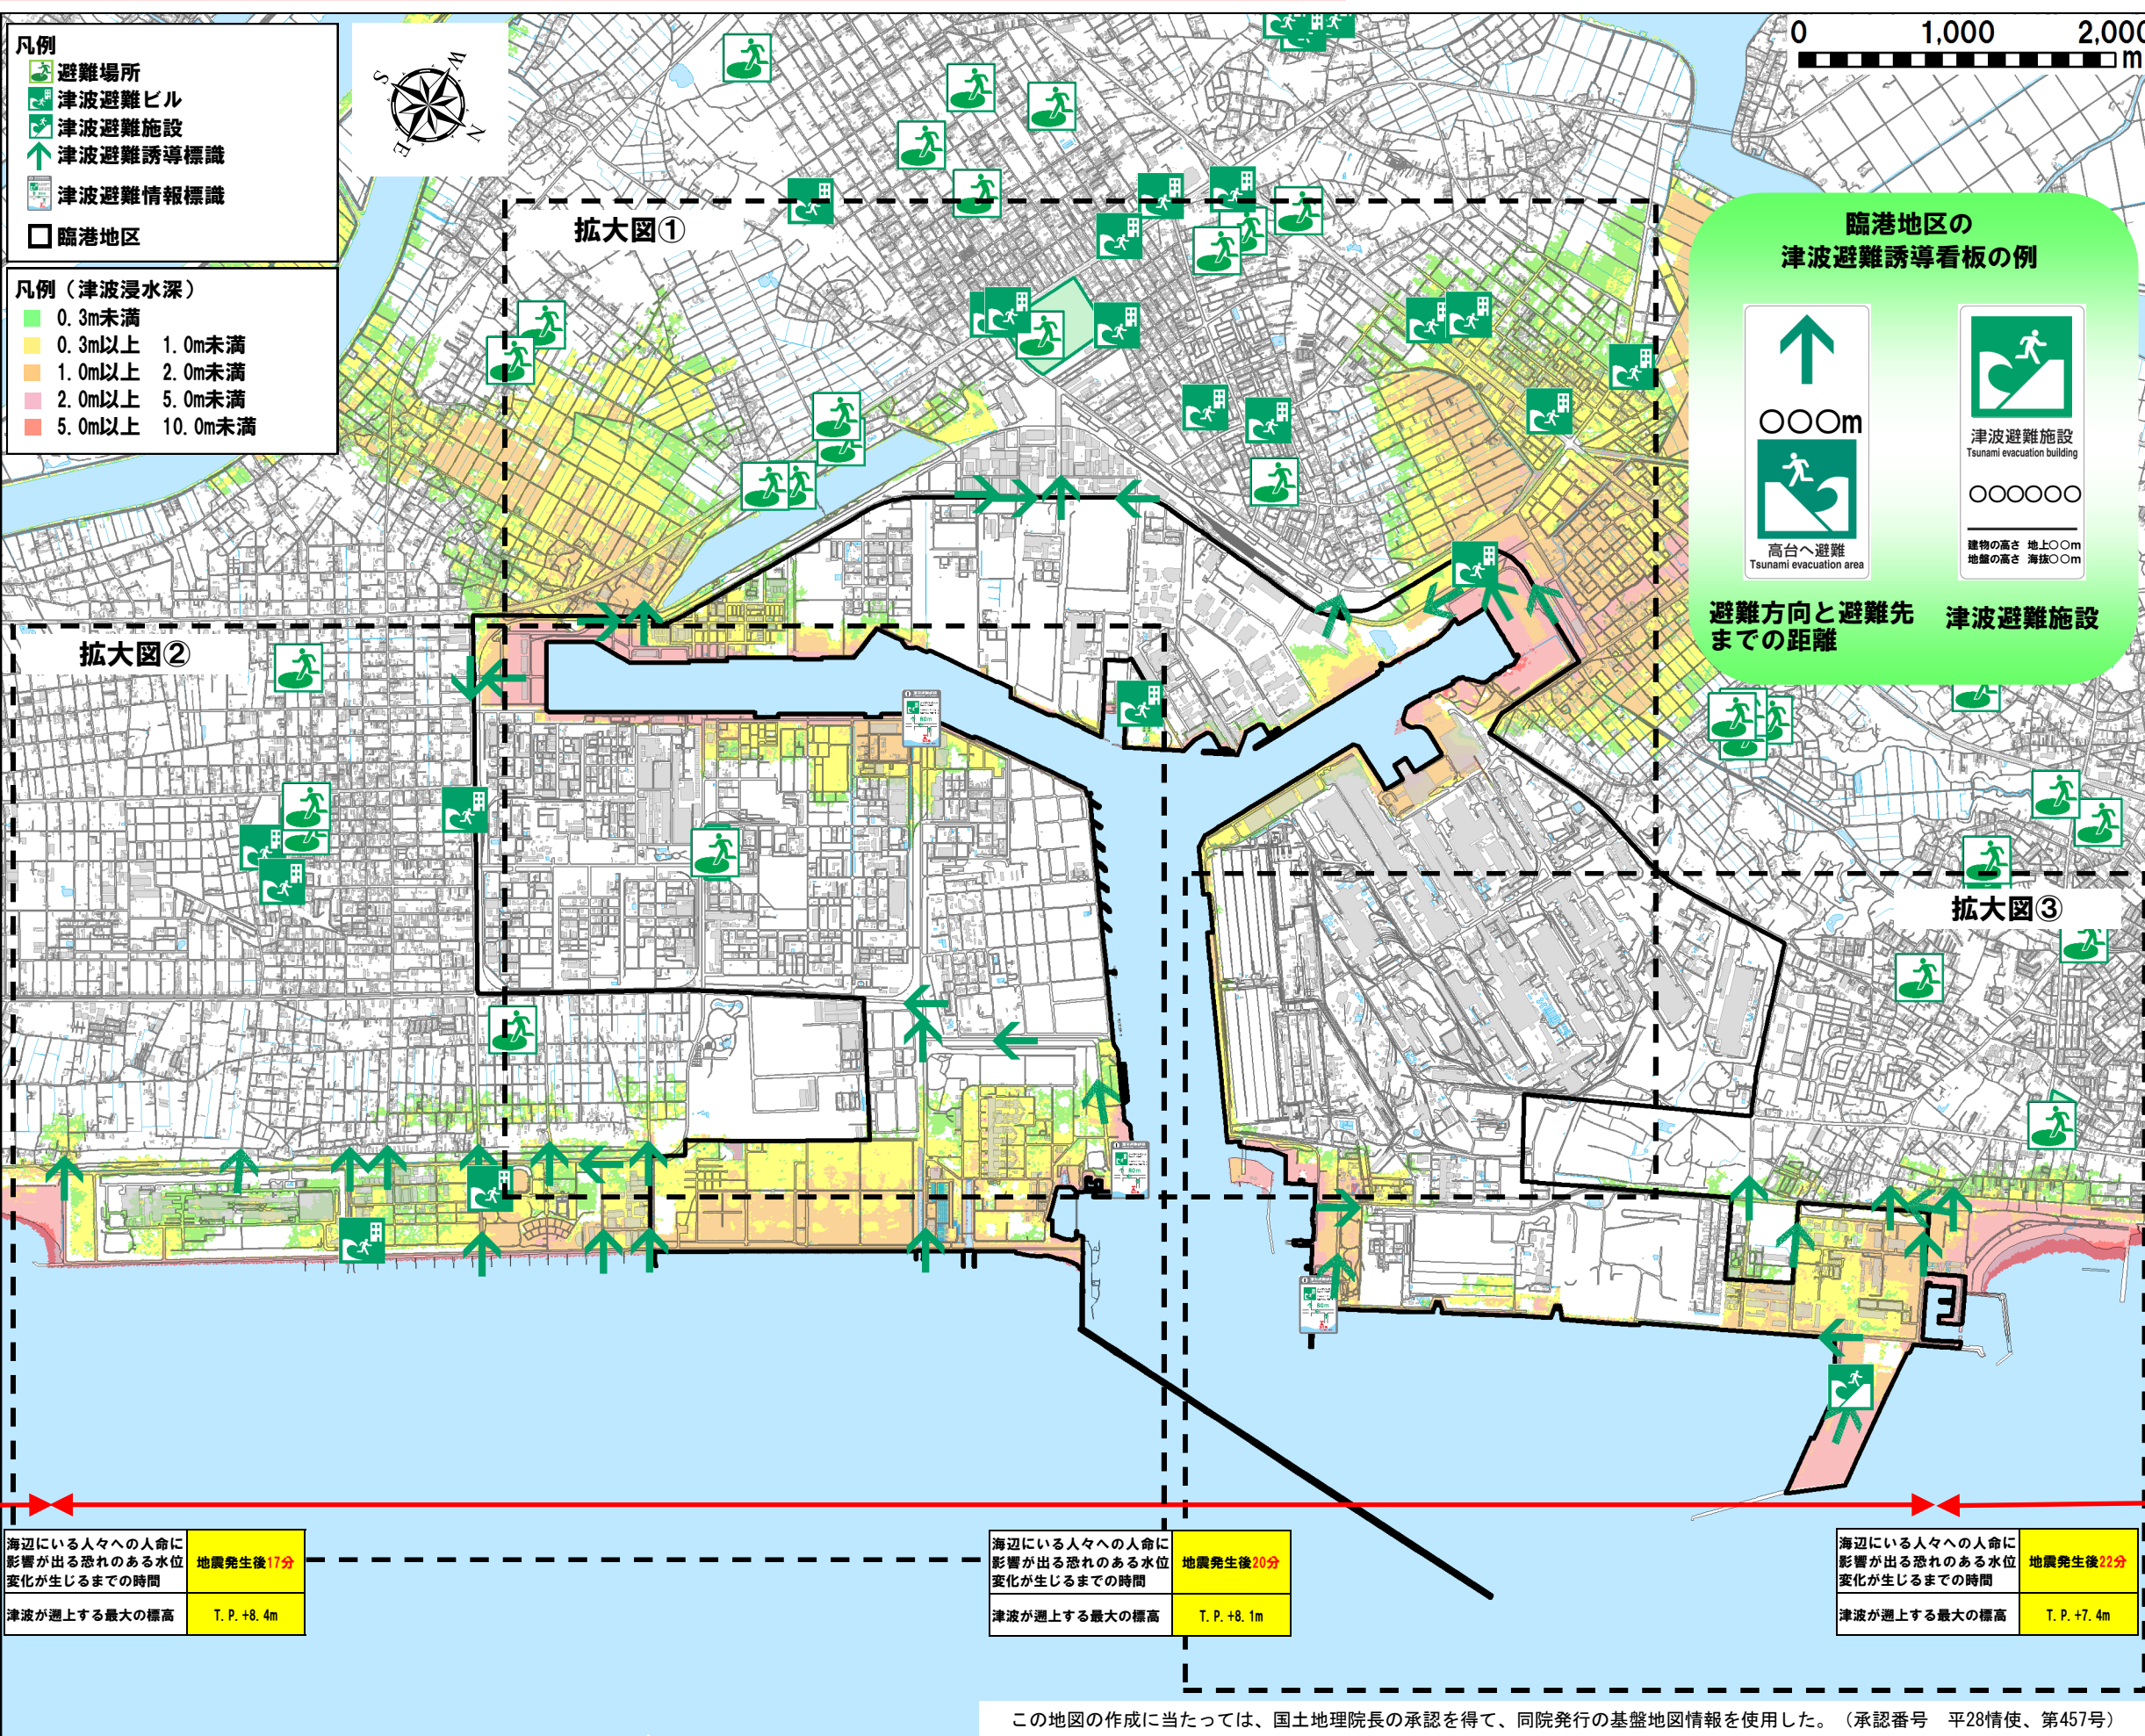 凡例
避難場所
津波避難ビル
津波避難施設
津波避難誘導標識
津波避難情報標識
臨港地区
凡例（津波浸水深）
0.3m未満
0.3m以上 1.0m未満
1.0m以上 2.0m未満
2.0m以上 5.0m未満
5.0m以上 10.0m未満
W
S
N
E
0 1,000 2,000
m
拡大図①
拡大図②
拡大図③
臨港地区の
津波避難誘導看板の例
○○○m
高台へ避難
Tsunami evacuation area
避難方向と避難先
までの距離
津波避難施設
Tsunami evacuation building
○○○○○○
建物の高さ 地上○○m
地盤の高さ 海抜○○m
津波避難施設
海辺にいる人々への人命に
影響が出る恐れのある水位
変化が生じるまでの時間
地震発生後17分
津波が遡上する最大の標高
T.P.+8.4m
海辺にいる人々への人命に
影響が出る恐れのある水位
変化が生じるまでの時間
地震発生後20分
津波が遡上する最大の標高
T.P.+8.1m
海辺にいる人々への人命に
影響が出る恐れのある水位
変化が生じるまでの時間
地震発生後22分
津波が遡上する最大の標高
T.P.+7.4m
この地図の作成に当たっては、国土地理院長の承認を得て、同院発行の基盤地図情報を使用した。（承認番号 平28情使、第457号）